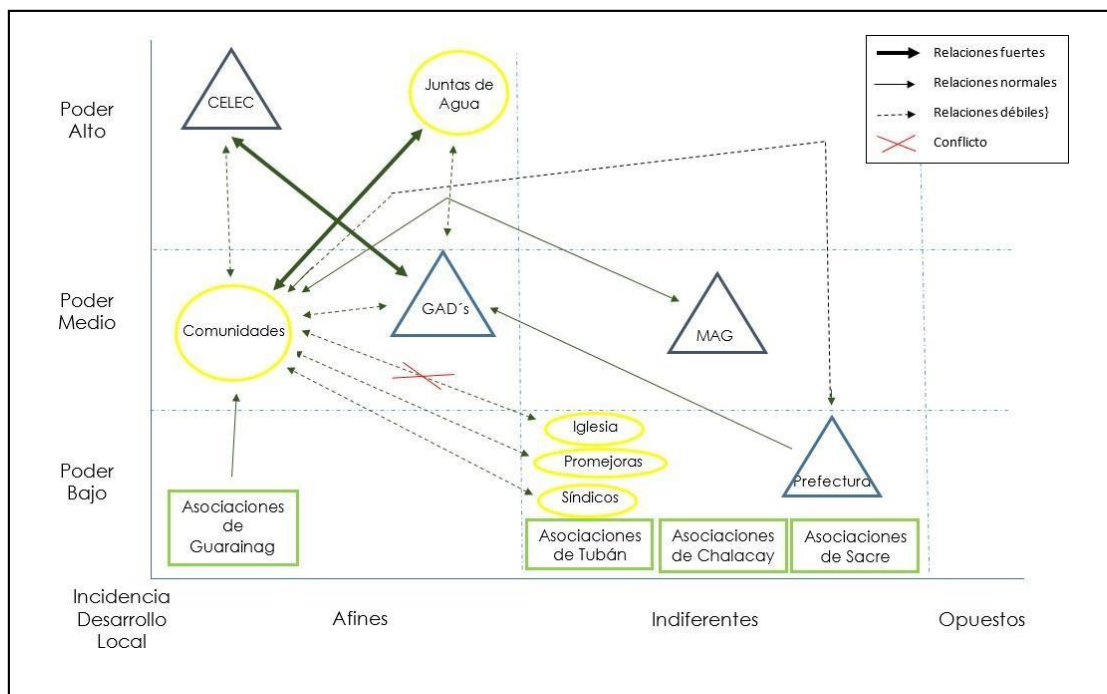 Relaciones fuertes
Relaciones normales
Relaciones débiles}
Conflicto
Poder
Alto
CELEC
Juntas de
Agua
Poder
Medio
Comunidades
GAD´s
MAG
Poder
Bajo
Iglesia
Promejoras
Síndicos
Prefectura
Asociaciones
de
Guarainag
Asociaciones
de Tubán
Asociaciones
de Chalacay
Asociaciones
de Sacre
Incidencia
Desarrollo
Local
Afines
Indiferentes
Opuestos